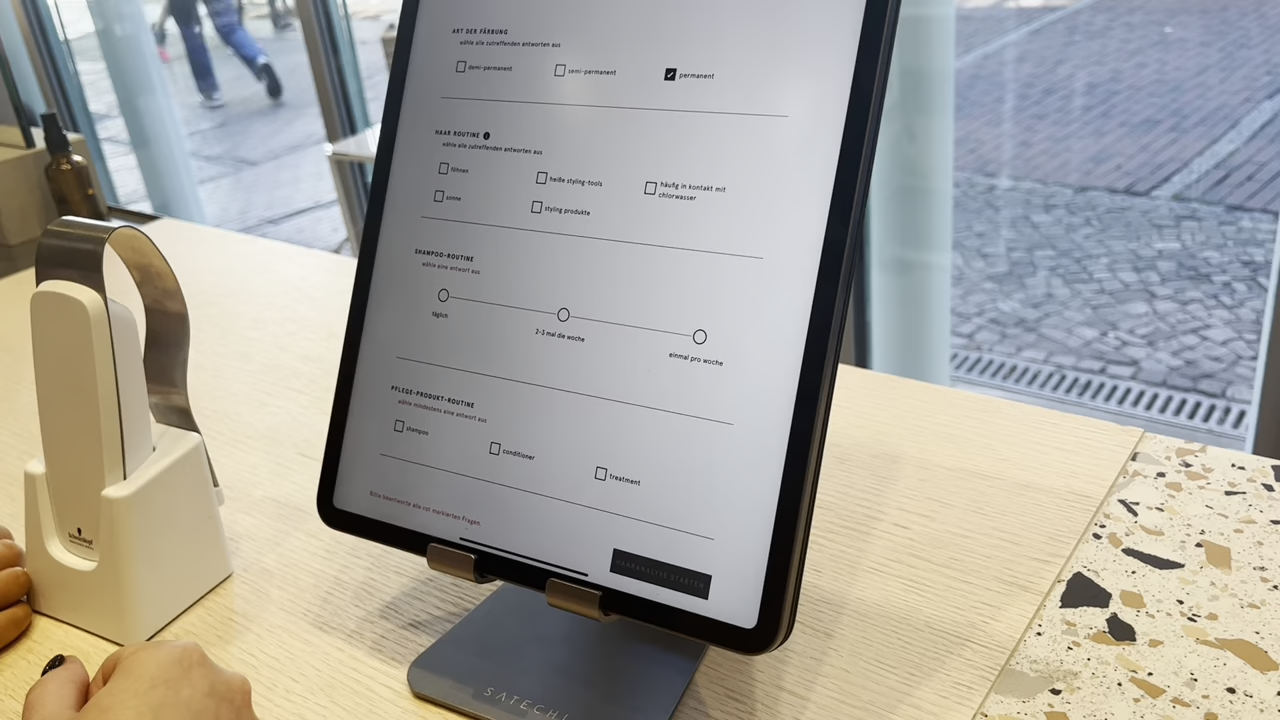 ART DER FÄRBUNG
wähle alle zutreffenden antworten aus
demi-permanent
semi-permanent
permanent
HAAR ROUTINE
wähle alle zutreffenden antworten aus
föhnen
heiße styling-tools
häufig in kontakt mit
chlorwasser
sonne
styling produkte
SHAMPOO-ROUTINE
wähle eine antwort aus
täglich
2-3 mal die woche
einmal pro woche
PFLEGE-PRODUKT-ROUTINE
wähle mindestens eine antwort aus
shampoo
conditioner
treatment
Bitte beantworte alle rot markierten Fragen.
HAARANALYSE STARTEN
Schwarzkopf
SATECHI